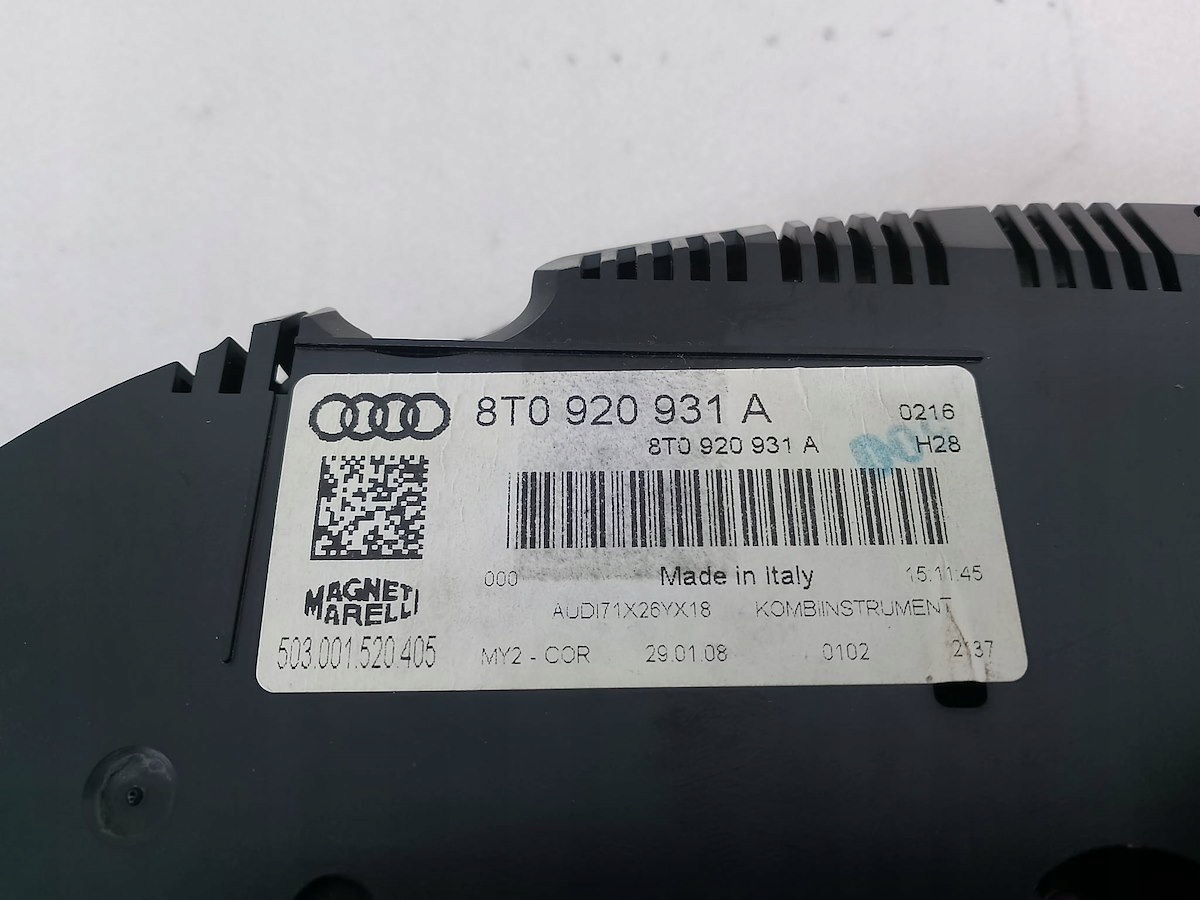 8T0 920 931 A 0216
8T0 920 931 A H28
000 Made in Italy 15:11:45
MAGNETI MARELLI AUDI71X26YX18 KOMBIINSTRUMENT
503.001.520.405 MY2 - COR 29.01.08 0102 2137